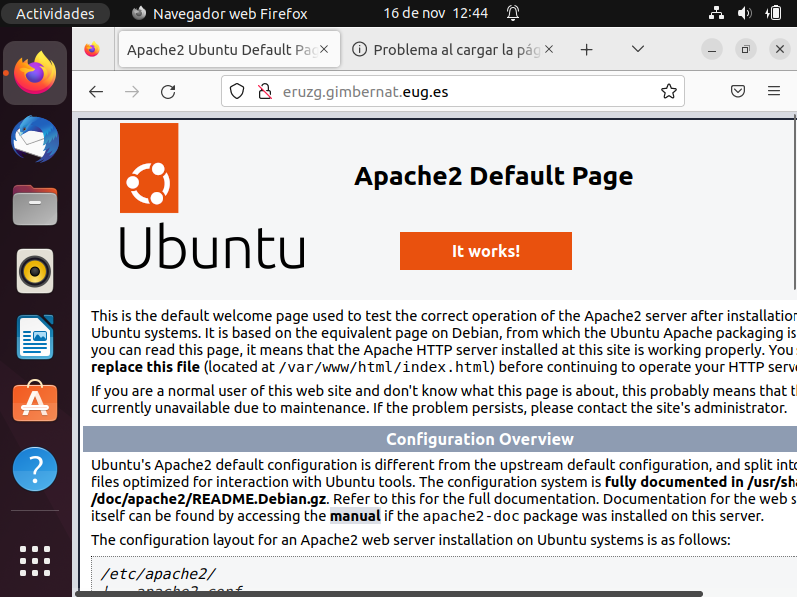 Actividades
Navegador web Firefox
16 de nov 12:44
Apache2 Ubuntu Default Pag
Problema al cargar la pág
eruzg.gimbernat.eug.es
Apache2 Default Page
Ubuntu
It works!
This is the default welcome page used to test the correct operation of the Apache2 server after installation
Ubuntu systems. It is based on the equivalent page on Debian, from which the Ubuntu Apache packaging is
you can read this page, it means that the Apache HTTP server installed at this site is working properly. You
replace this file (located at /var/www/html/index.html) before continuing to operate your HTTP serve
If you are a normal user of this web site and don't know what this page is about, this probably means that t
currently unavailable due to maintenance. If the problem persists, please contact the site's administrator.
Configuration Overview
Ubuntu's Apache2 default configuration is different from the upstream default configuration, and split into
files optimized for interaction with Ubuntu tools. The configuration system is fully documented in /usr/sha
/doc/apache2/README.Debian.gz. Refer to this for the full documentation. Documentation for the web s
itself can be found by accessing the manual if the apache2-doc package was installed on this server.
The configuration layout for an Apache2 web server installation on Ubuntu systems is as follows:
/etc/apache2/
|-- apache2.conf